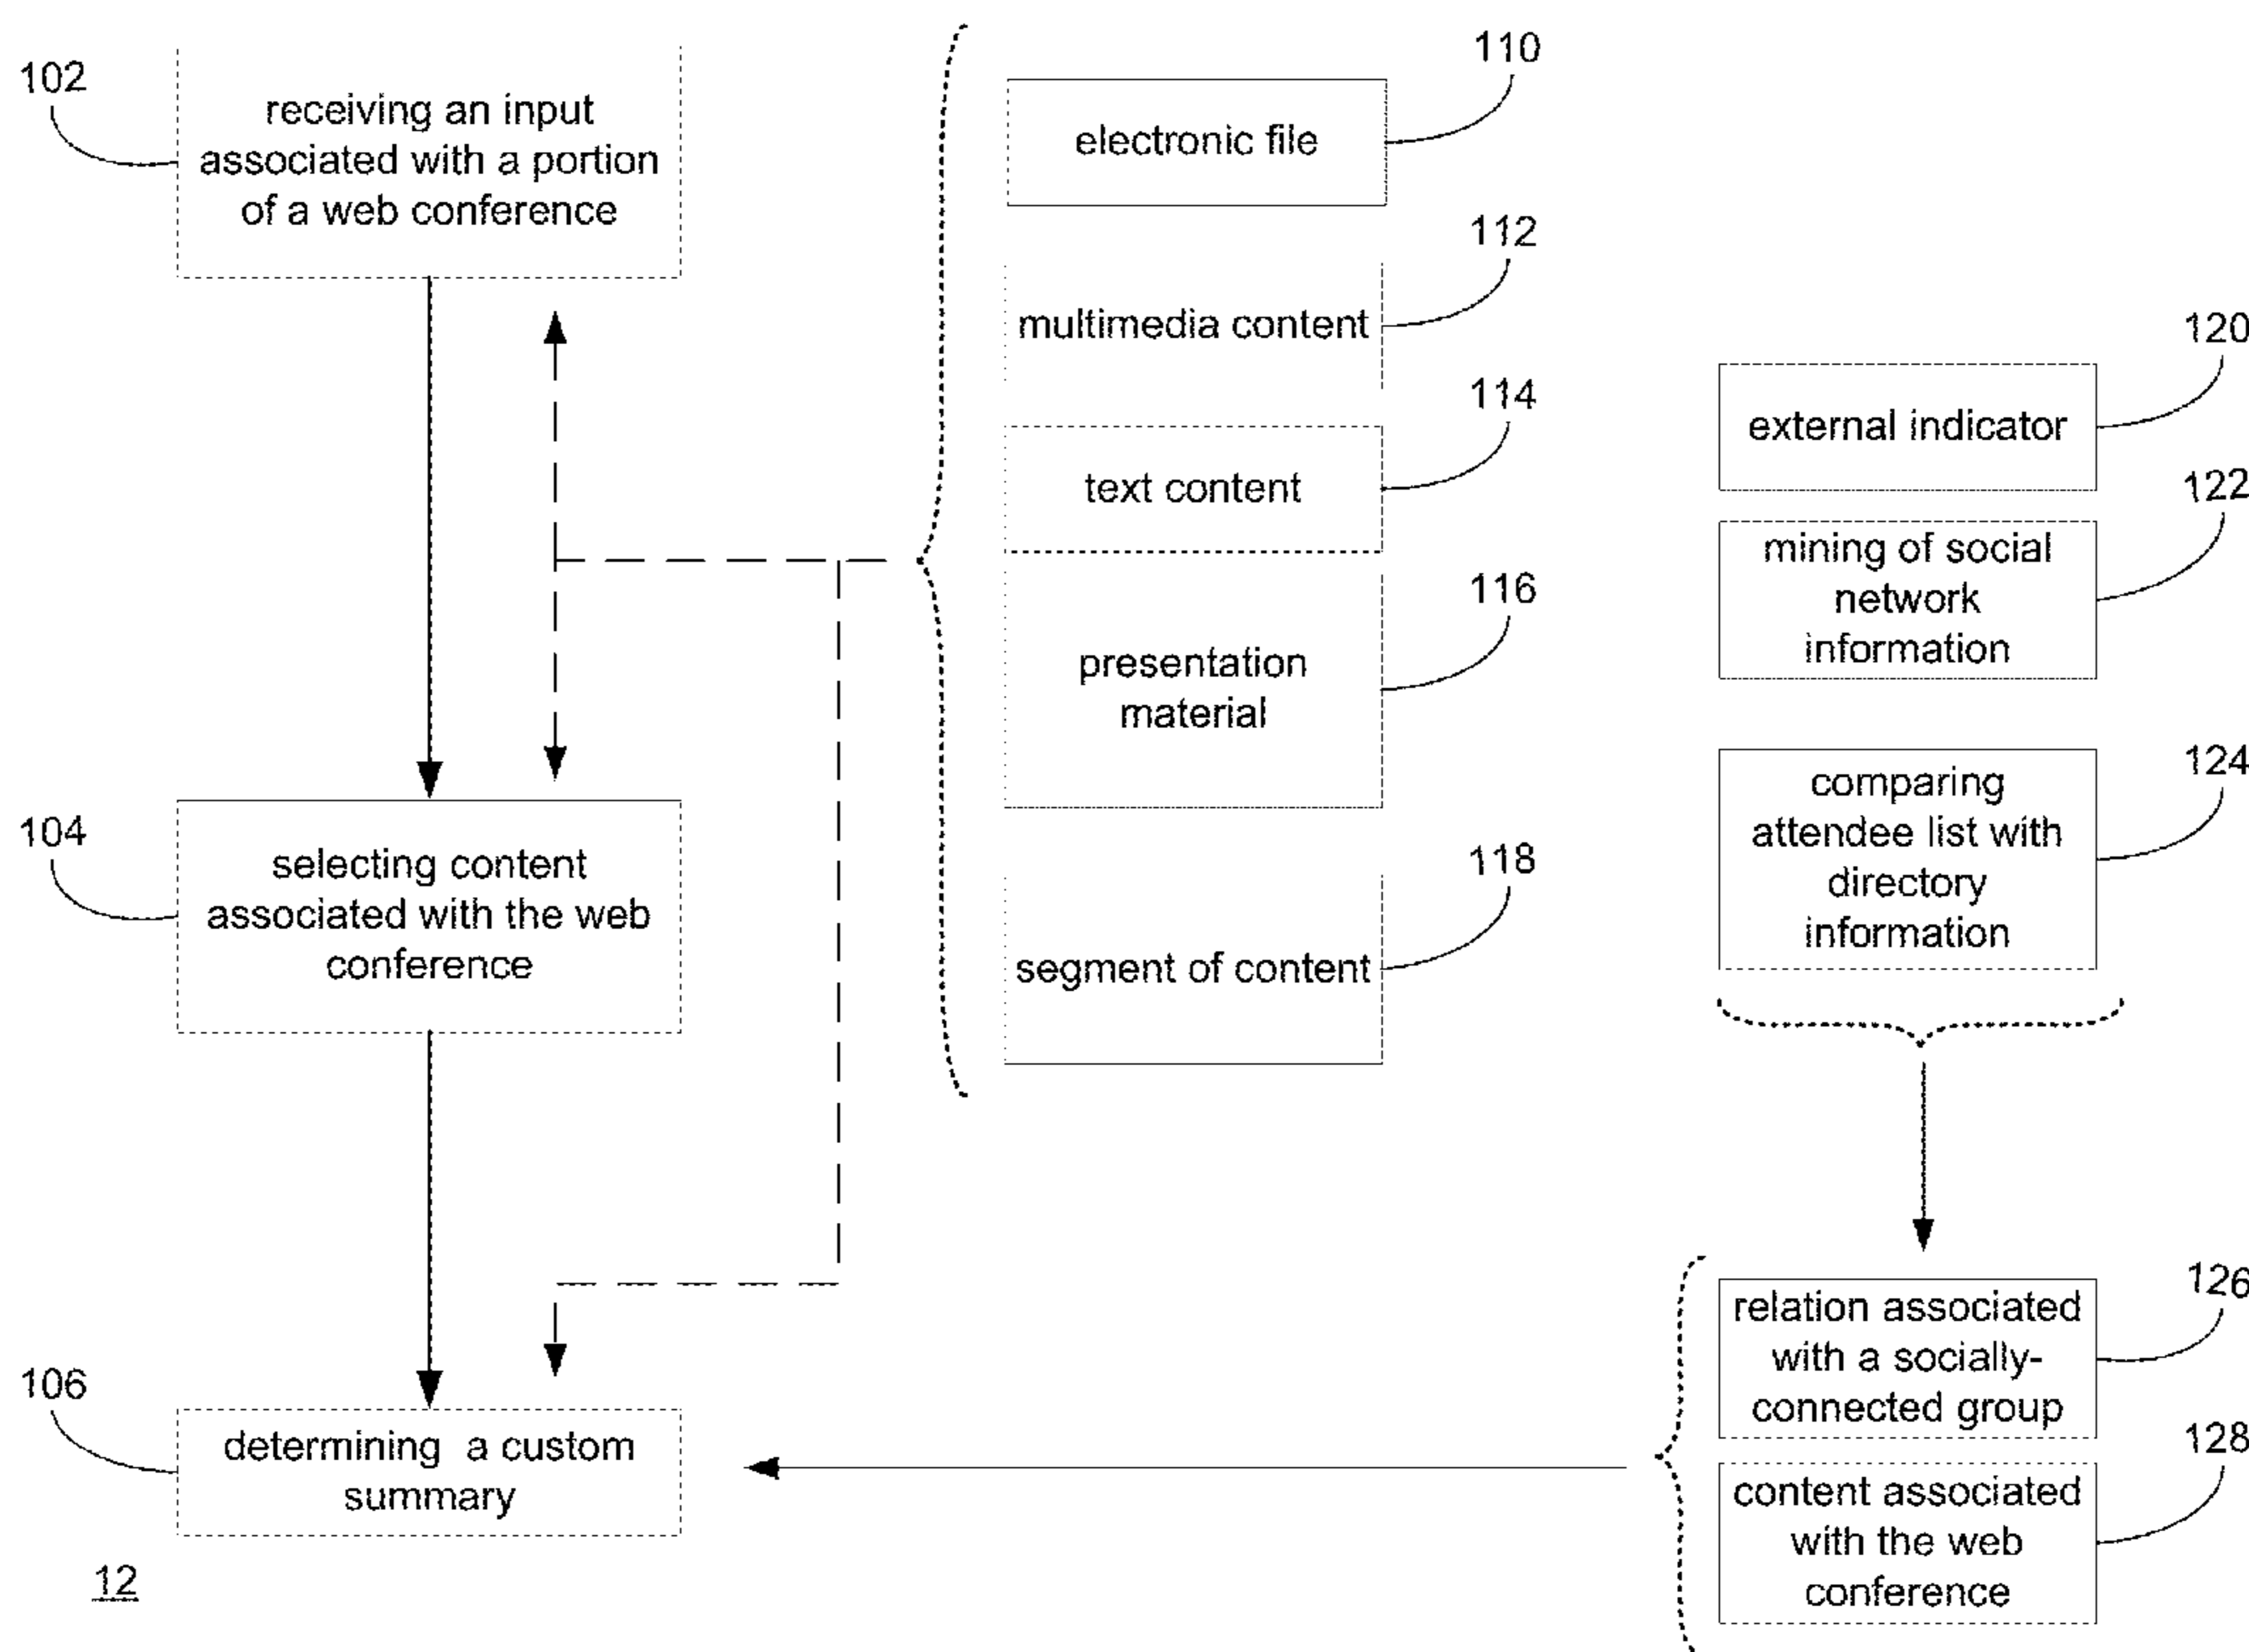 102
receiving an input
associated with a portion
of a web conference
104
selecting content
associated with the web
conference
106
determining a custom
summary
12
110
electronic file
112
multimedia content
114
text content
116
presentation
material
118
segment of content
120
external indicator
122
mining of social
network
information
124
comparing
attendee list with
directory
information
126
relation associated
with a socially-
connected group
128
content associated
with the web
conference